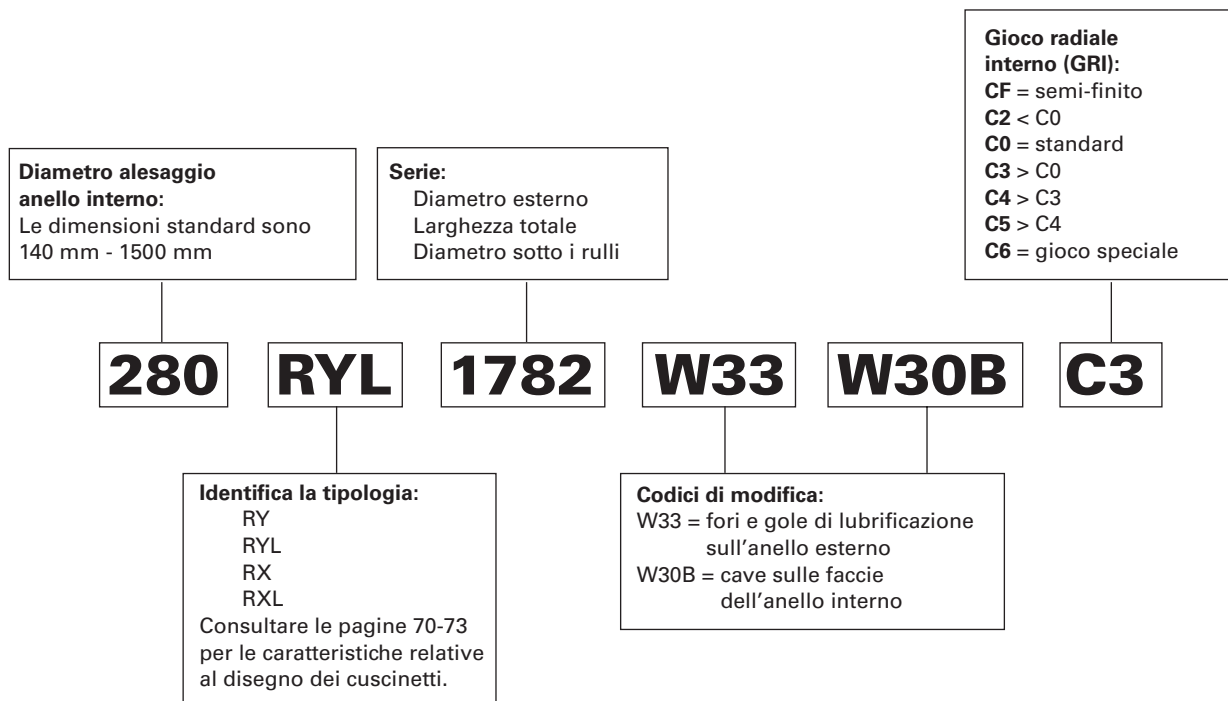 Gioco radiale
interno (GRI):
CF = semi-finito
C2 < C0
C0 = standard
C3 > C0
C4 > C3
C5 > C4
C6 = gioco speciale
Diametro alesaggio
anello interno:
Le dimensioni standard sono
140 mm - 1500 mm
Serie:
Diametro esterno
Larghezza totale
Diametro sotto i rulli
280 RYL 1782 W33 W30B C3
Identifica la tipologia:
RY
RYL
RX
RXL
Consultare le pagine 70-73
per le caratteristiche relative
al disegno dei cuscinetti.
Codici di modifica:
W33 = fori e gole di lubrificazione
sull'anello esterno
W30B = cave sulle faccie
dell'anello interno